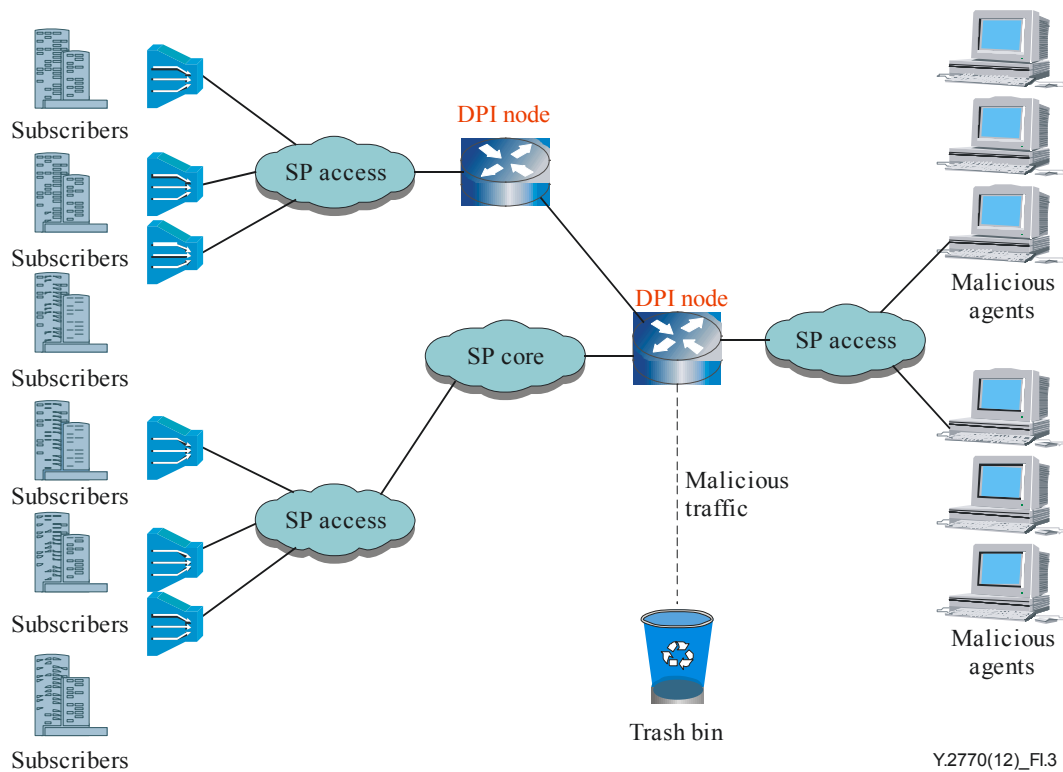 Subscribers
Subscribers
Subscribers
Subscribers
Subscribers
Subscribers
Subscribers
DPI node
SP access
DPI node
SP core
SP access
SP access
Malicious
agents
Malicious
traffic
Trash bin
Malicious
agents
Y.2770(12)_FI.3